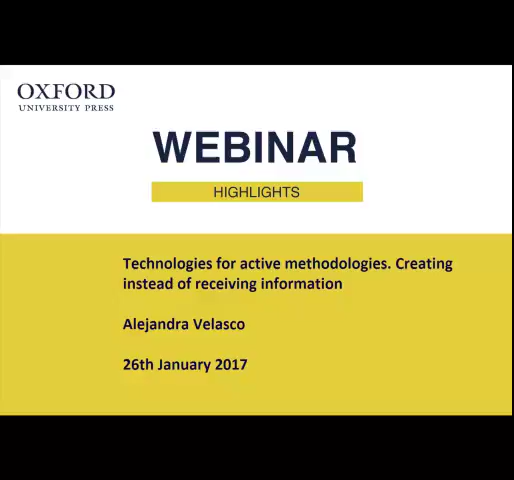 OXFORD
UNIVERSITY PRESS
WEBINAR
HIGHLIGHTS
Technologies for active methodologies. Creating
instead of receiving information
Alejandra Velasco
26th January 2017